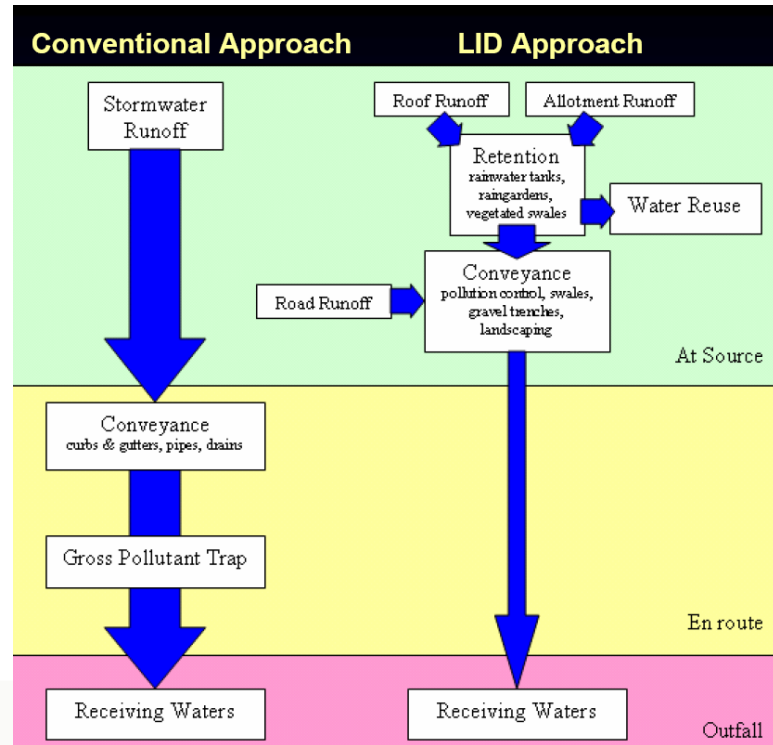 Conventional Approach
LID Approach
Stormwater
Runoff
Roof Runoff
Allotment Runoff
Retention
rainwater tanks,
raingardens,
vegetated swales
Water Reuse
Conveyance
pollution control, swales,
gravel trenches,
landscaping
Road Runoff
At Source
Conveyance
curbs & gutters, pipes, drains
Gross Pollutant Trap
En route
Receiving Waters
Receiving Waters
Outfall